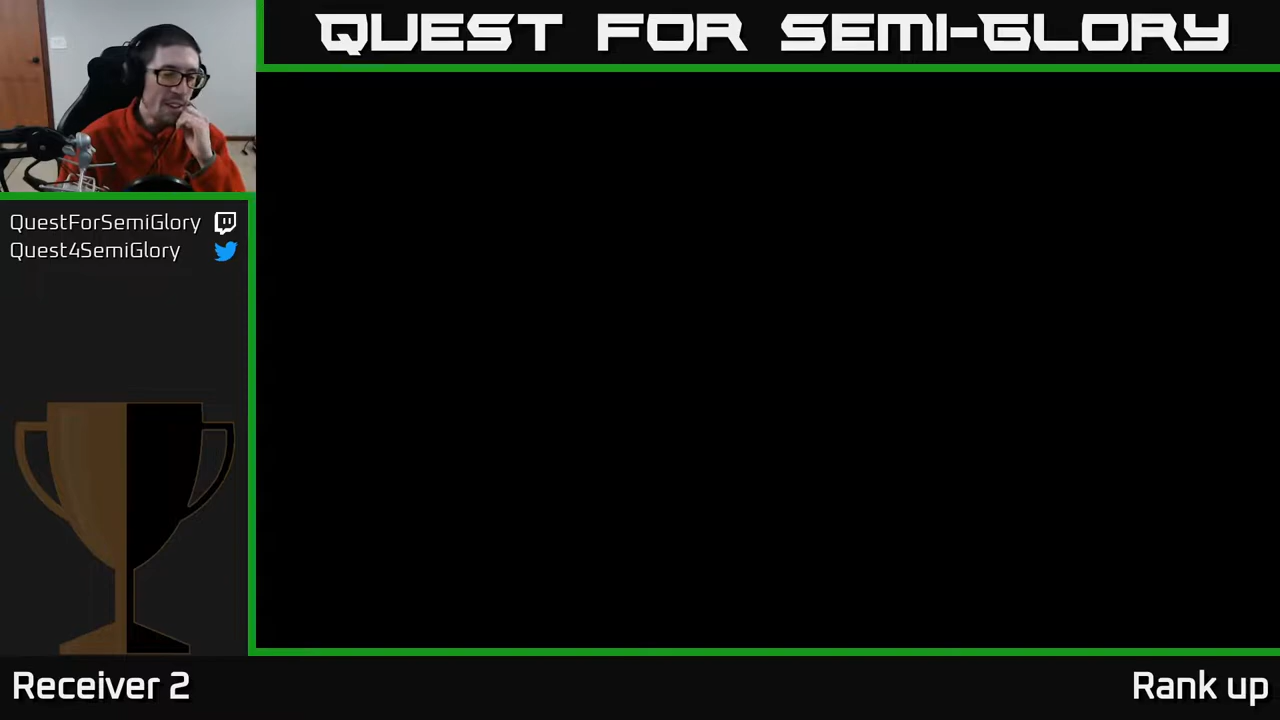 QUEST FOR SEMI-GLORY
QuestForSemiGlory
Quest4SemiGlory
Receiver 2
Rank up